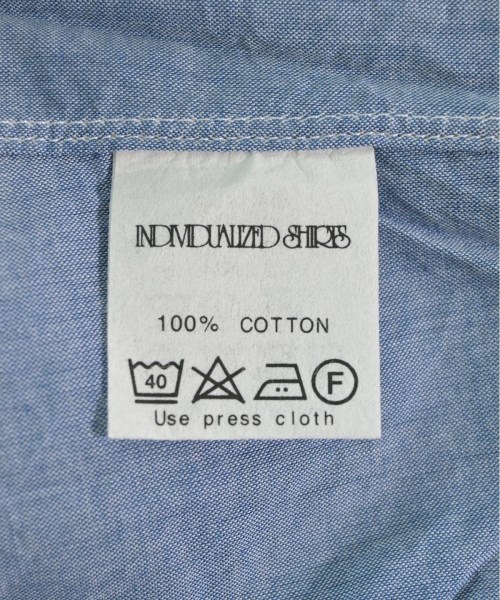 INDIVIDUALIZED SHIRTS
100% COTTON
40 F
Use press cloth